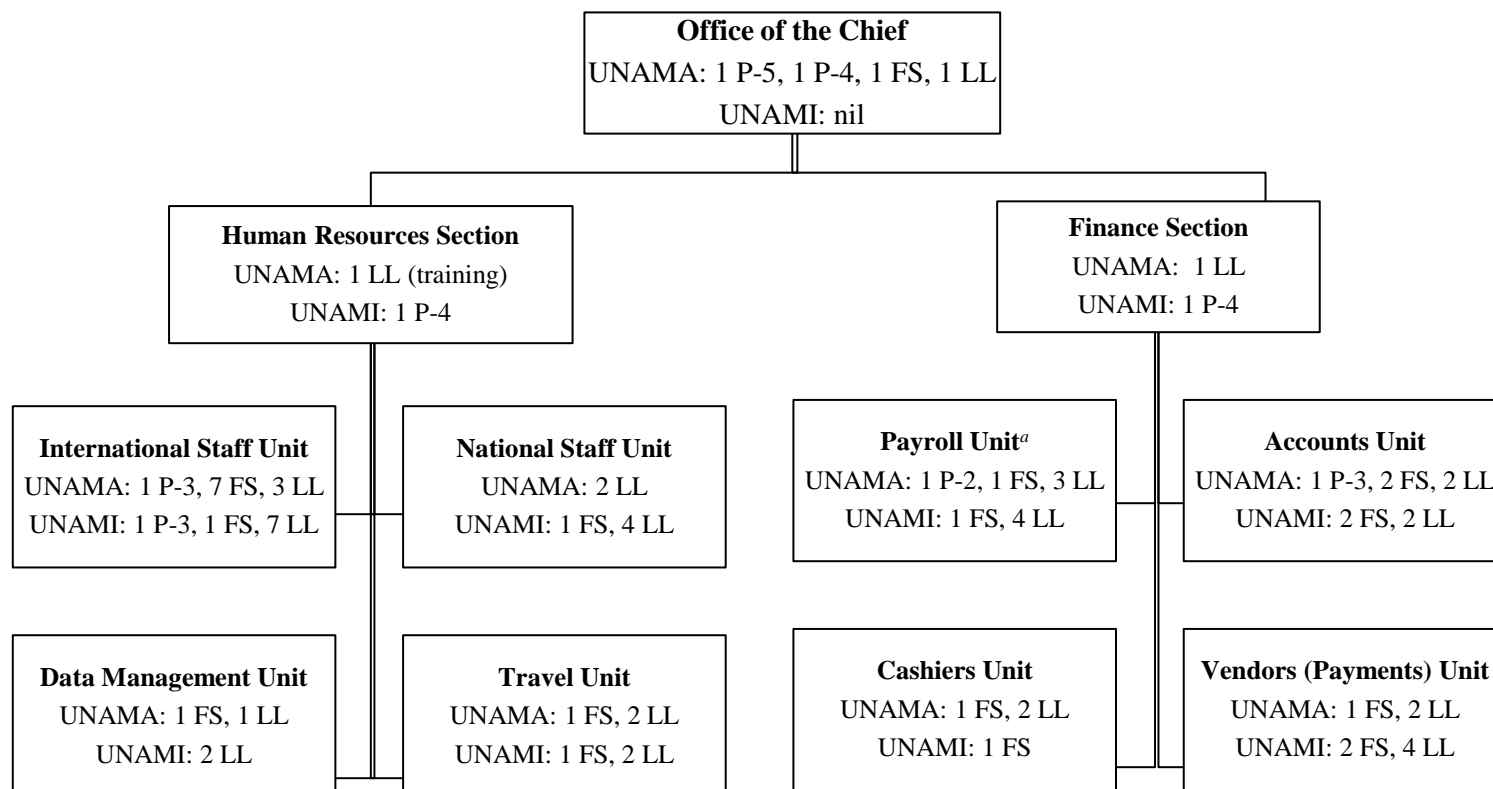 Office of the Chief
UNAMA: 1 P-5, 1 P-4, 1 FS, 1 LL
UNAMI: nil
Human Resources Section
UNAMA: 1 LL (training)
UNAMI: 1 P-4
Finance Section
UNAMA: 1 LL
UNAMI: 1 P-4
International Staff Unit
UNAMA: 1 P-3, 7 FS, 3 LL
UNAMI: 1 P-3, 1 FS, 7 LL
National Staff Unit
UNAMA: 2 LL
UNAMI: 1 FS, 4 LL
Payroll Unitᵃ
UNAMA: 1 P-2, 1 FS, 3 LL
UNAMI: 1 FS, 4 LL
Accounts Unit
UNAMA: 1 P-3, 2 FS, 2 LL
UNAMI: 2 FS, 2 LL
Data Management Unit
UNAMA: 1 FS, 1 LL
UNAMI: 2 LL
Travel Unit
UNAMA: 1 FS, 2 LL
UNAMI: 1 FS, 2 LL
Cashiers Unit
UNAMA: 1 FS, 2 LL
UNAMI: 1 FS
Vendors (Payments) Unit
UNAMA: 1 FS, 2 LL
UNAMI: 2 FS, 4 LL